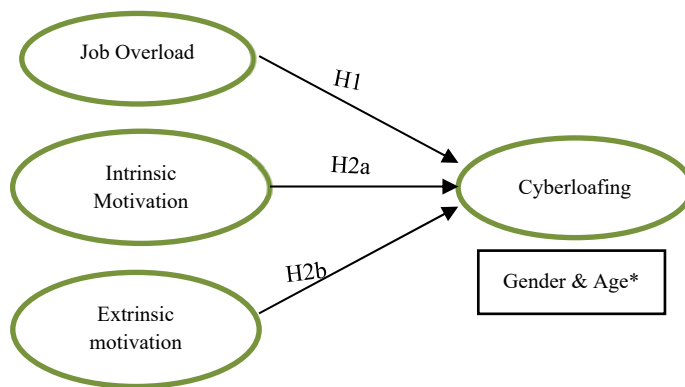 Job Overload
H1
Intrinsic
Motivation
H2a
Cyberloafing
H2b
Gender & Age*
Extrinsic
motivation